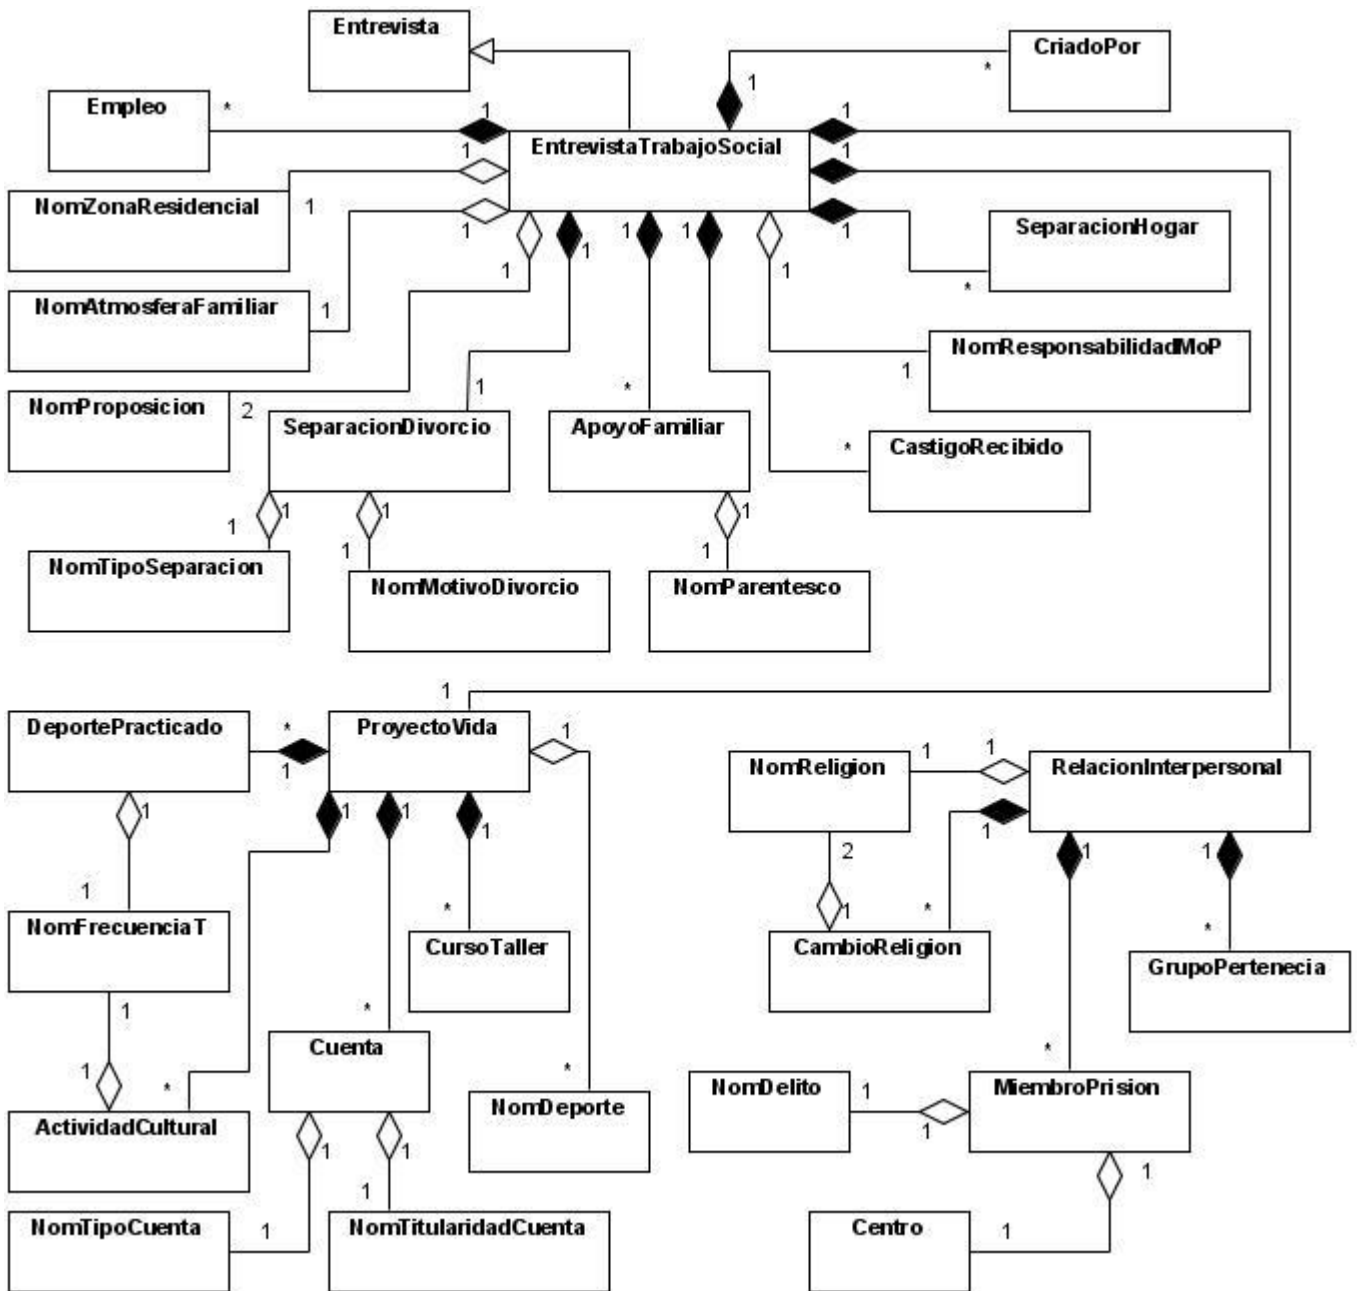 Entrevista
CriadoPor
1
*
Empleo
*
1
1
EntrevistaTrabajoSocial
1
1
NomZonaResidencial
1
1
1
1
1
1
1
1
SeparacionHogar
*
NomAtmosferaFamiliar
1
1
NomResponsabilidadMoP
1
NomProposicion
2
1
SeparacionDivorcio
*
ApoyoFamiliar
*
CastigoRecibido
1
1
1
1
1
1
NomTipoSeparacion
NomMotivoDivorcio
NomParentesco
1
DeportePracticado
*
1
ProyectoVida
1
NomReligion
1
1
RelacionInterpersonal
1
1
1
1
1
2
1
1
1
NomFrecuenciaT
*
CursoTaller
1
*
CambioReligion
*
GrupoPertenecia
1
*
Cuenta
*
1
*
ActividadCultural
*
NomDeporte
NomDelito
1
1
MiembroPrision
1
1
1
1
NomTipoCuenta
1
NomTitularidadCuenta
Centro
1